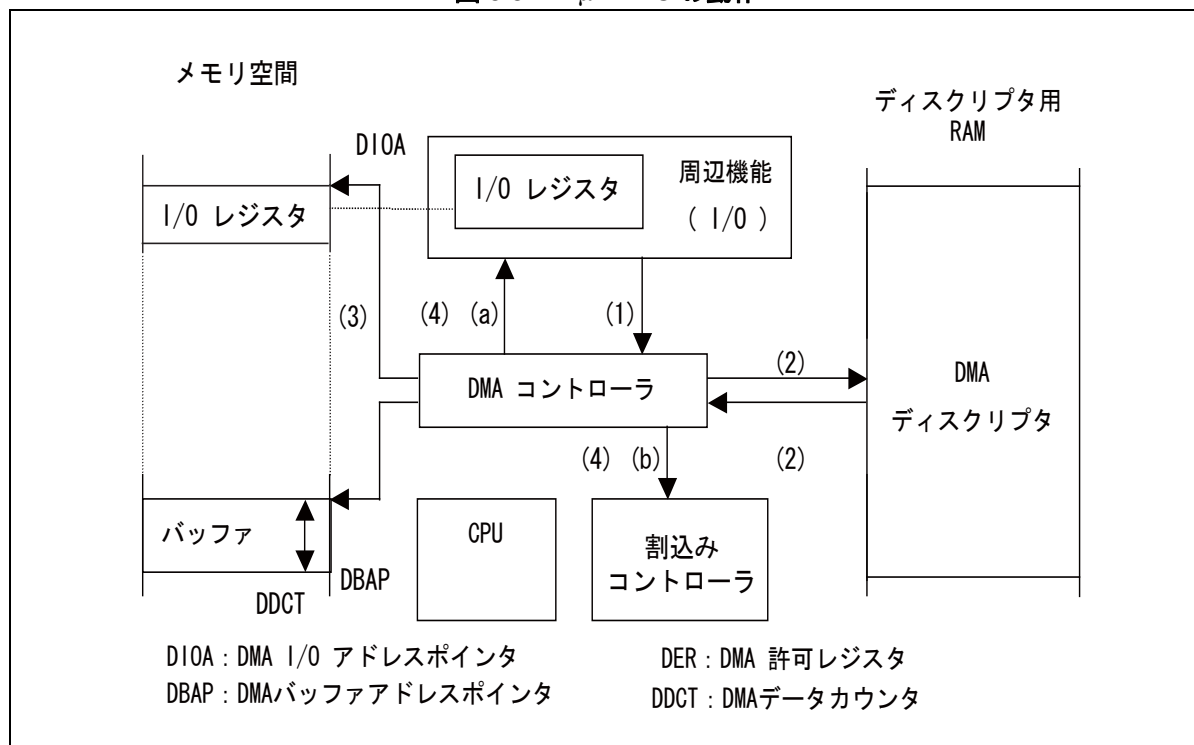 メモリ空間
ディスクリプタ用
RAM
DIOA
I/O レジスタ
I/O レジスタ
周辺機能
( I/O )
(3)
(4) (a)
(1)
DMA コントローラ
(2)
DMA
ディスクリプタ
(4) (b)
(2)
バッファ
DBAP
DDCT
CPU
割込み
コントローラ
DIOA：DMA I/O アドレスポインタ
DER：DMA 許可レジスタ
DBAP：DMAバッファアドレスポインタ
DDCT：DMAデータカウンタ